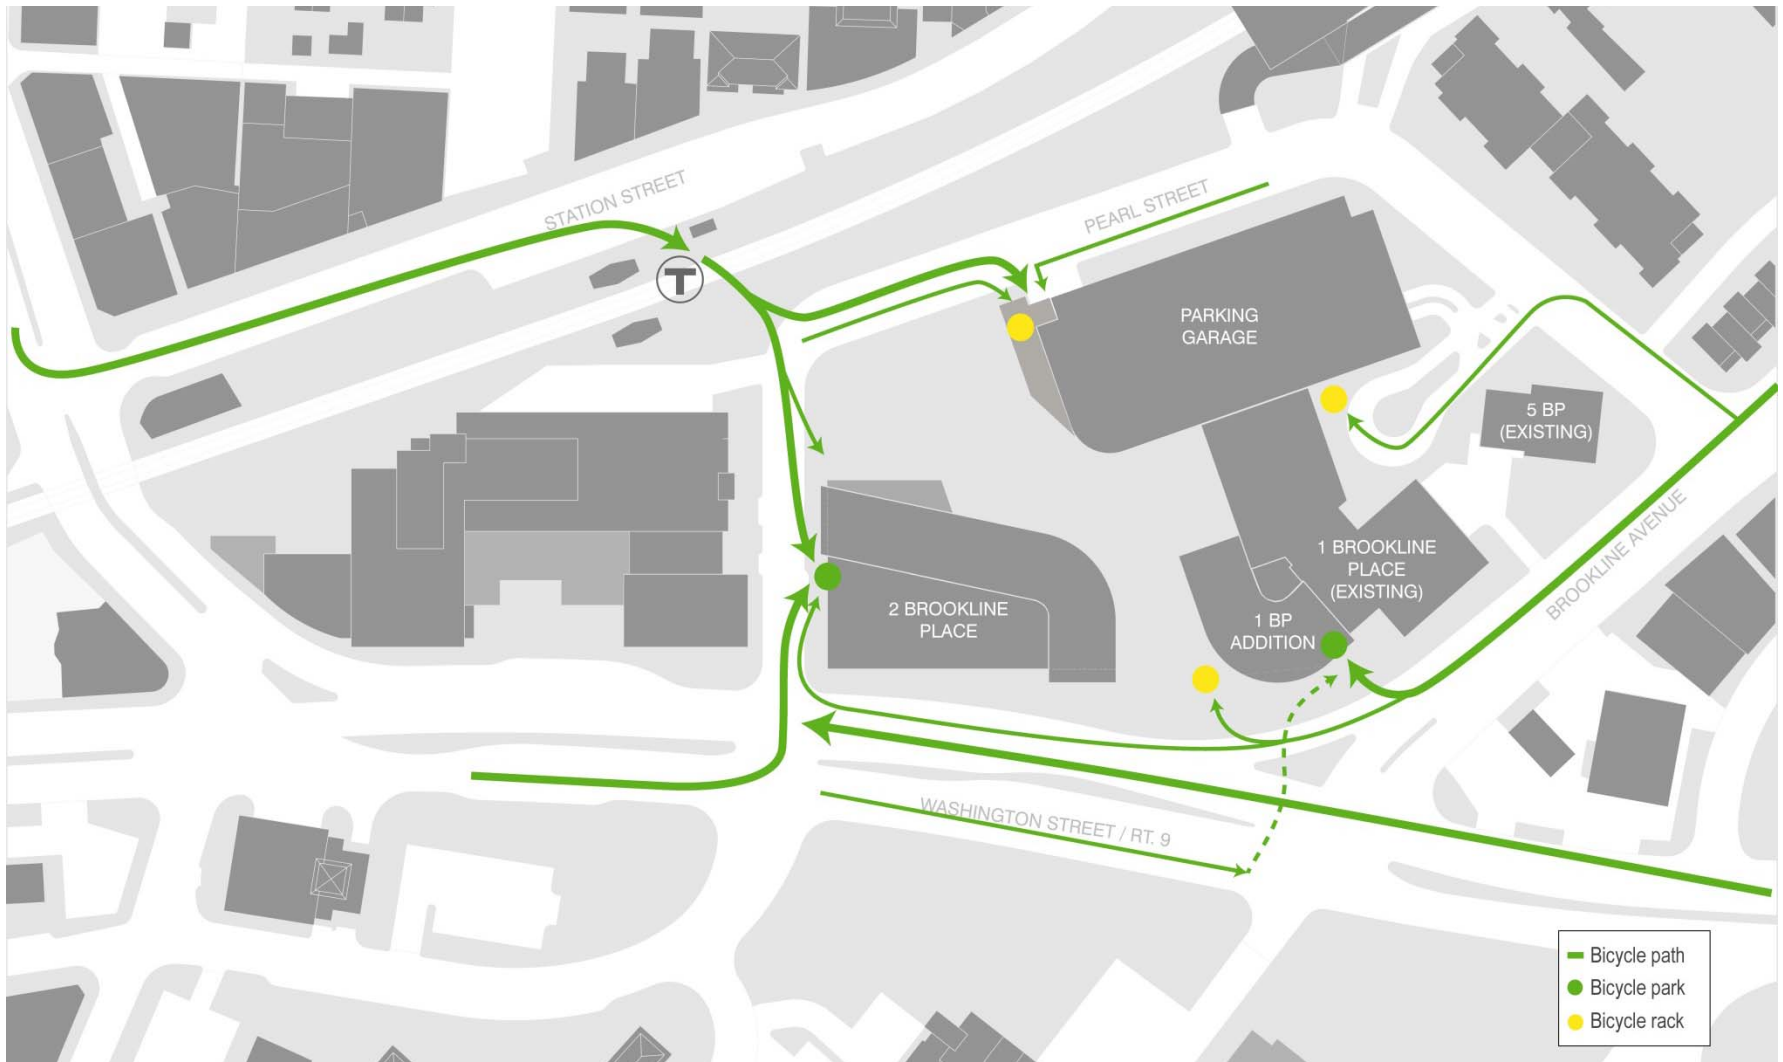 STATION STREET
PEARL STREET
T
PARKING
GARAGE
5 BP
(EXISTING)
1 BROOKLINE
PLACE
(EXISTING)
BROOKLINE AVENUE
2 BROOKLINE
PLACE
1 BP
ADDITION
WASHINGTON STREET / RT. 9
Bicycle path
Bicycle park
Bicycle rack